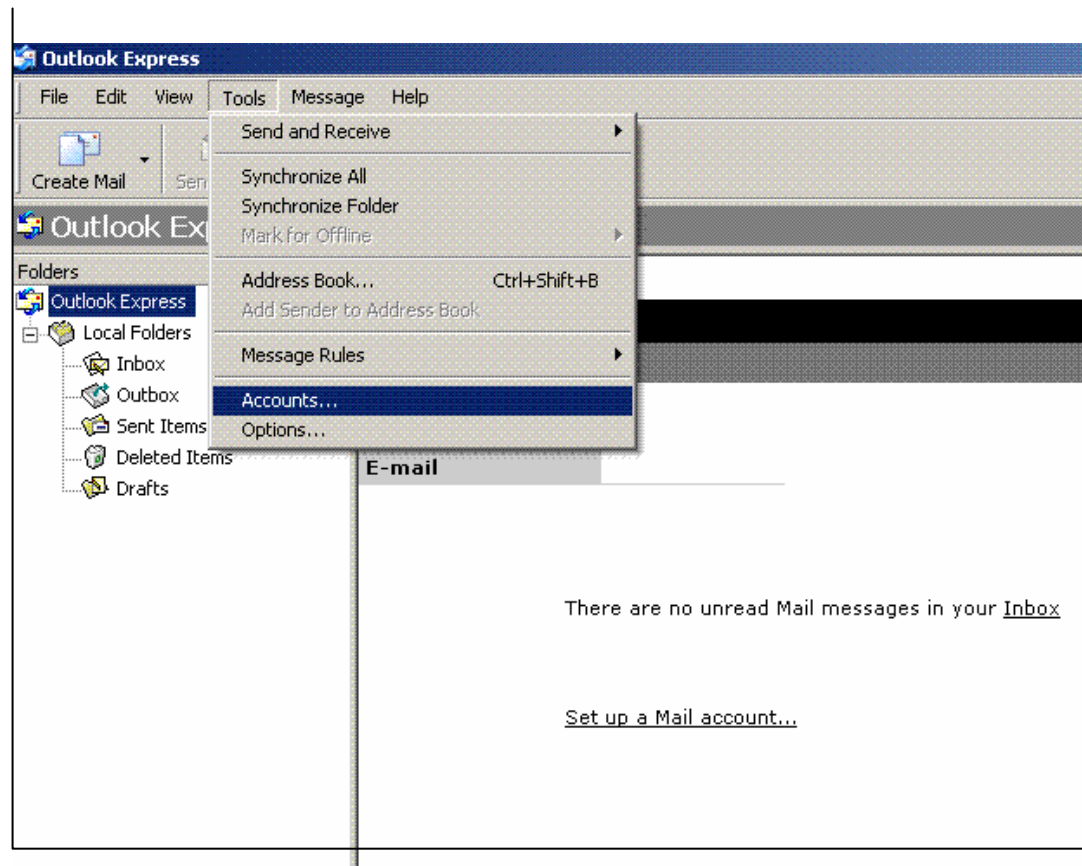 Outlook Express
File Edit View Tools Message Help
Create Mail Sen
Send and Receive
Synchronize All
Synchronize Folder
Mark for Offline
Address Book... Ctrl+Shift+B
Add Sender to Address Book
Message Rules
Accounts...
Options...
Outlook Ex
Folders
Outlook Express
Local Folders
Inbox
Outbox
Sent Items
Deleted Items
Drafts
E-mail
There are no unread Mail messages in your Inbox
Set up a Mail account...